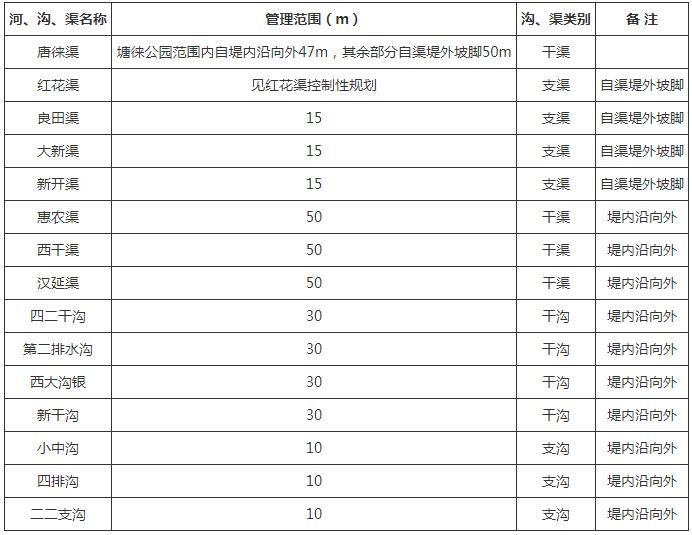 河、沟、渠名称 管理范围（m） 沟、渠类别 备 注
唐徕渠 塘徕公园范围内自堤内沿向外47m，其余部分自渠堤外坡脚50m 干渠
红花渠 见红花渠控制性规划 支渠 自渠堤外坡脚
良田渠 15 支渠 自渠堤外坡脚
大新渠 15 支渠 自渠堤外坡脚
新开渠 15 支渠 自渠堤外坡脚
惠农渠 50 干渠 堤内沿向外
西干渠 50 干渠 堤内沿向外
汉延渠 50 干渠 堤内沿向外
四二干沟 30 干沟 堤内沿向外
第二排水沟 30 干沟 堤内沿向外
西大沟银 30 干沟 堤内沿向外
新干沟 30 干沟 堤内沿向外
小中沟 10 支沟 堤内沿向外
四排沟 10 支沟 堤内沿向外
二二支沟 10 支沟 堤内沿向外